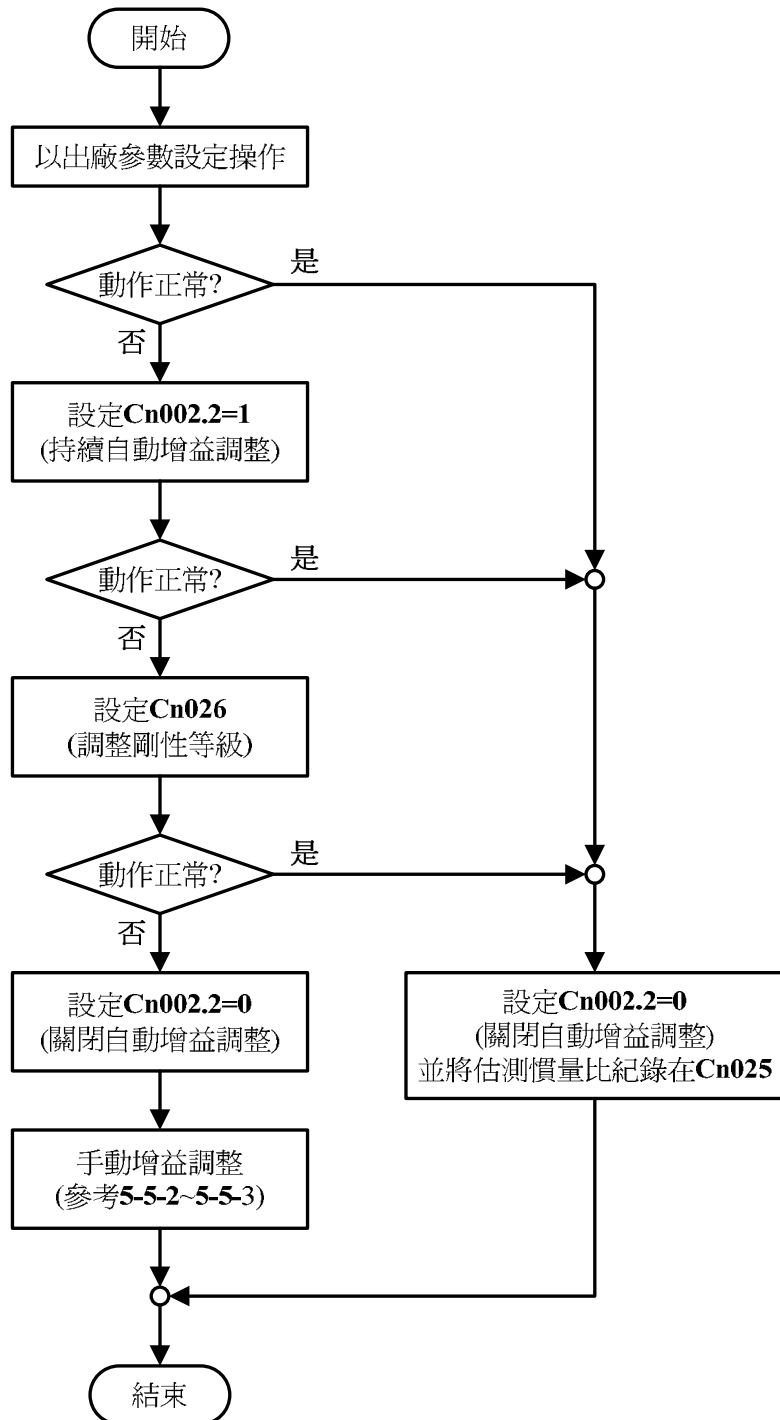 開始
以出廠參數設定操作
動作正常?
是
否
設定Cn002.2=1
(持續自動增益調整)
動作正常?
是
否
設定Cn026
(調整剛性等級)
動作正常?
是
否
設定Cn002.2=0
(關閉自動增益調整)
設定Cn002.2=0
(關閉自動增益調整)
並將估測慣量比紀錄在Cn025
手動增益調整
(參考5-5-2~5-5-3)
結束